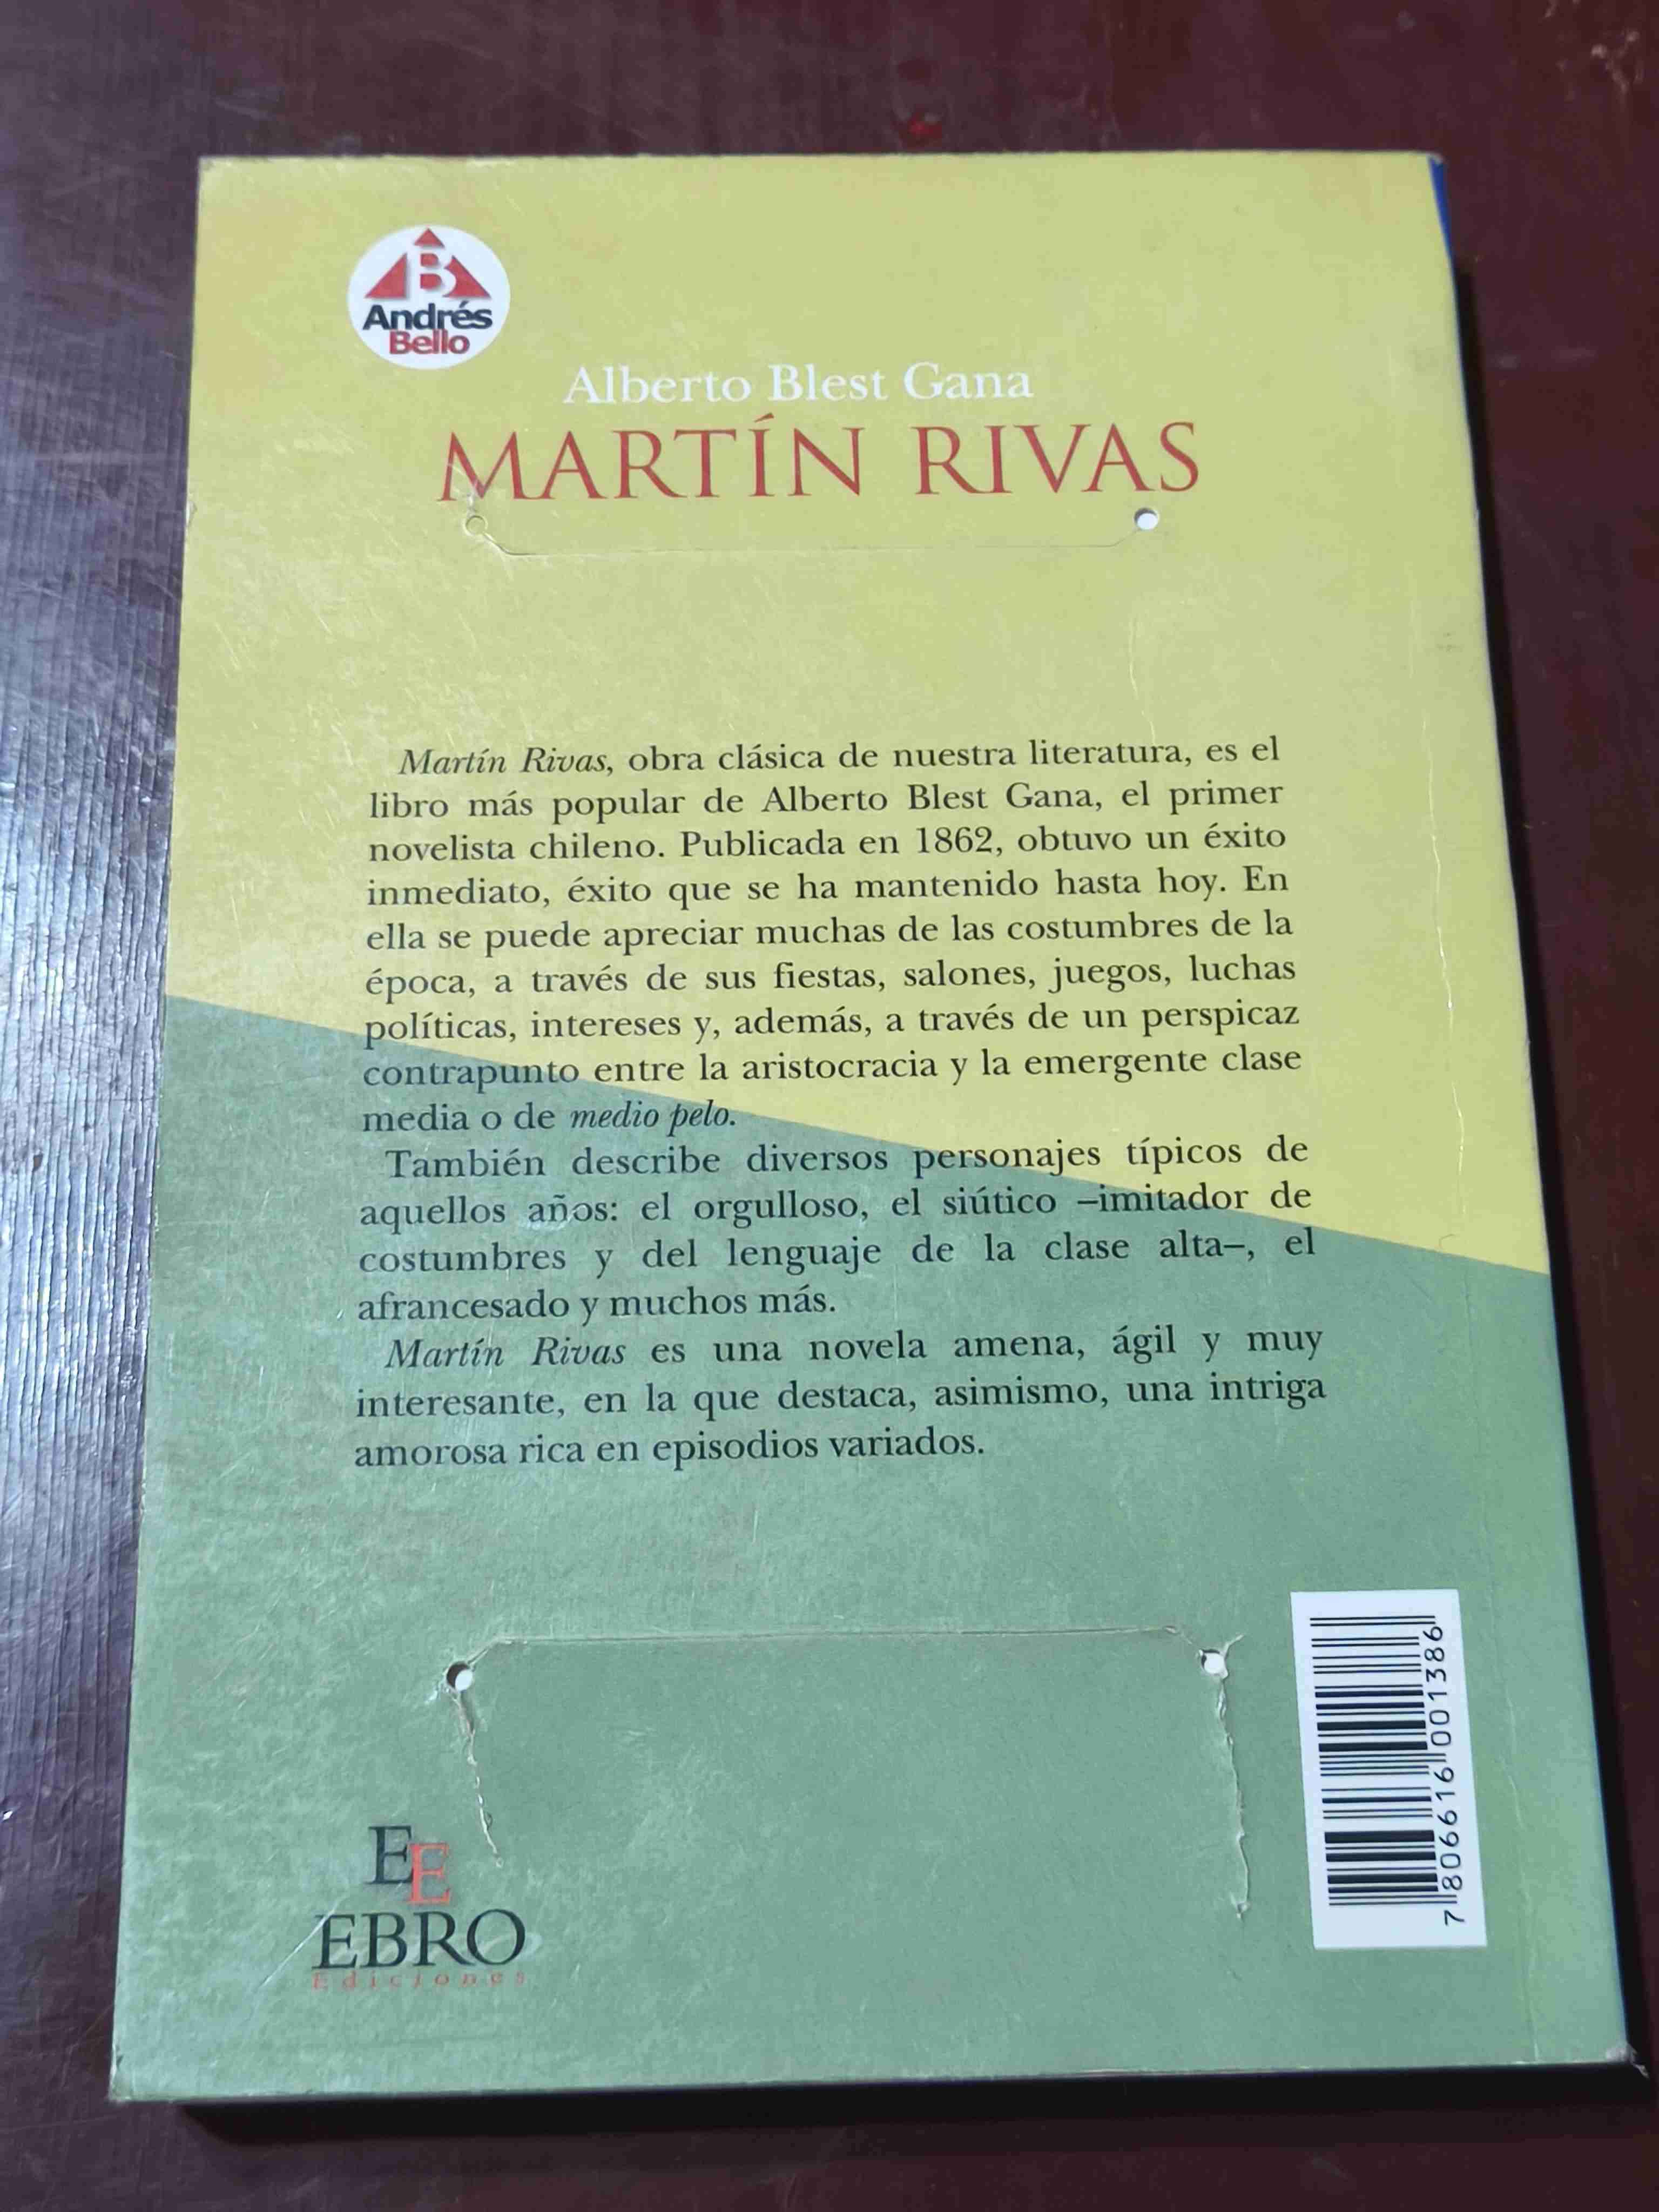 B
Andrés
Bello
Alberto Blest Gana
MARTÍN RIVAS
Martín Rivas, obra clásica de nuestra literatura, es el
libro más popular de Alberto Blest Gana, el primer
novelista chileno. Publicada en 1862, obtuvo un éxito
inmediato, éxito que se ha mantenido hasta hoy. En
ella se puede apreciar muchas de las costumbres de la
época, a través de sus fiestas, salones, juegos, luchas
políticas, intereses y, además, a través de un perspicaz
contrapunto entre la aristocracia y la emergente clase
media o de medio pelo.
También describe diversos personajes típicos de
aquellos años: el orgulloso, el siútico –imitador de
costumbres y del lenguaje de la clase alta–, el
afrancesado y muchos más.
Martín Rivas es una novela amena, ágil y muy
interesante, en la que destaca, asimismo, una intriga
amorosa rica en episodios variados.
EE
EBRO
Ediciones
7 806616 001386